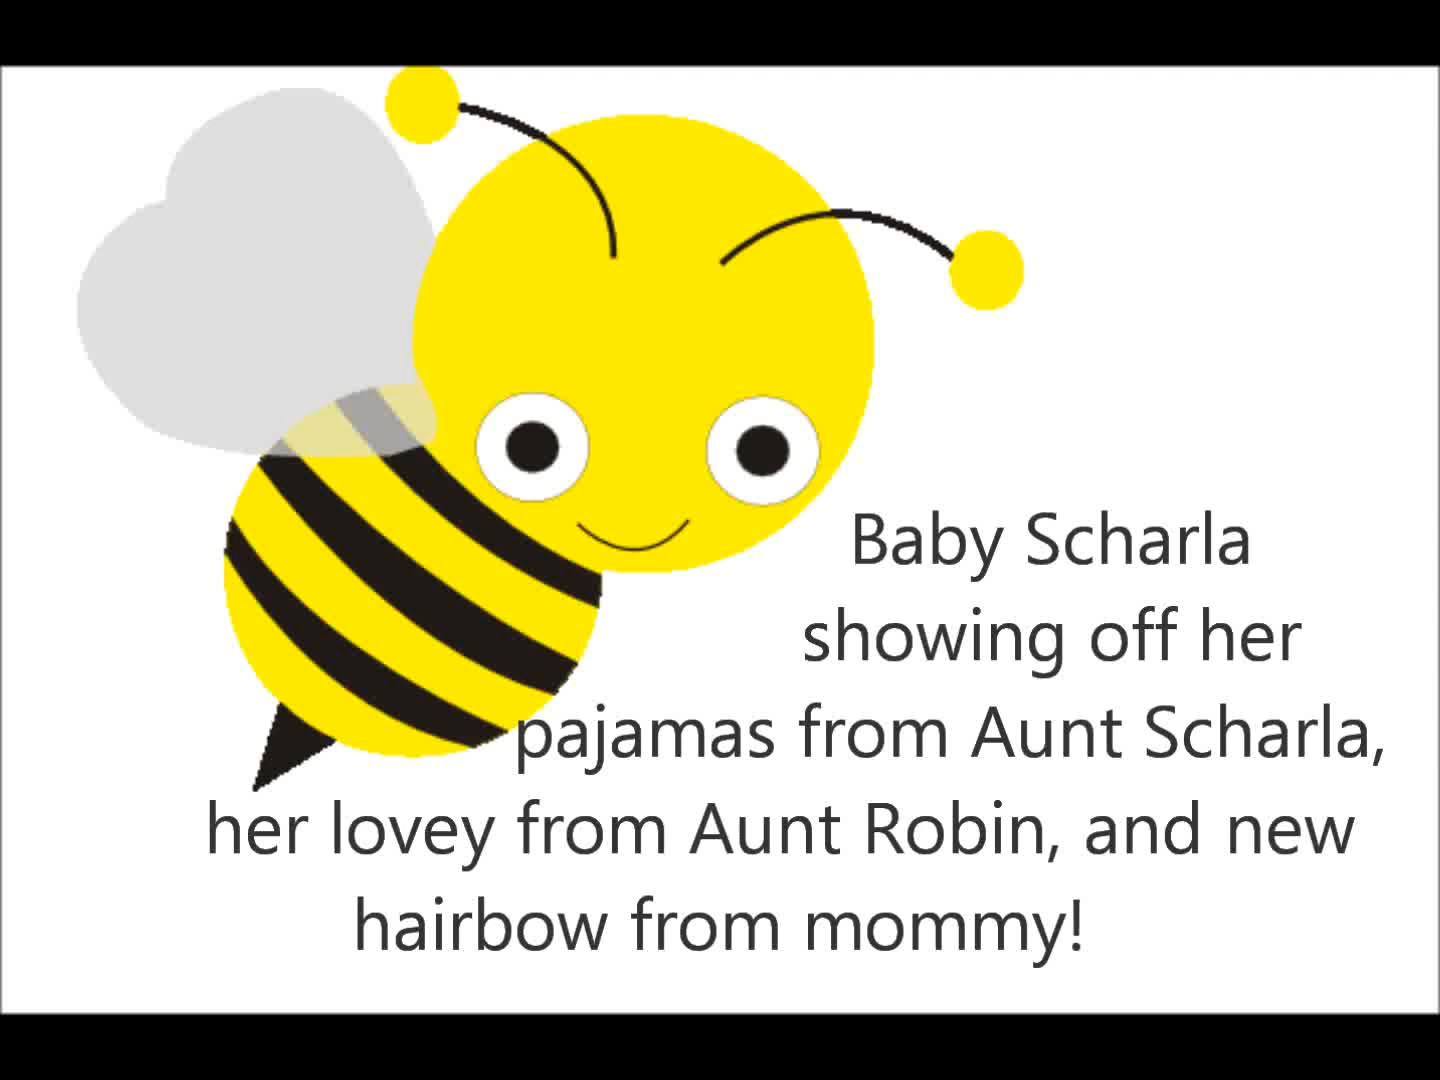 Baby Scharla
showing off her
pajamas from Aunt Scharla,
her lovey from Aunt Robin, and new
hairbow from mommy!